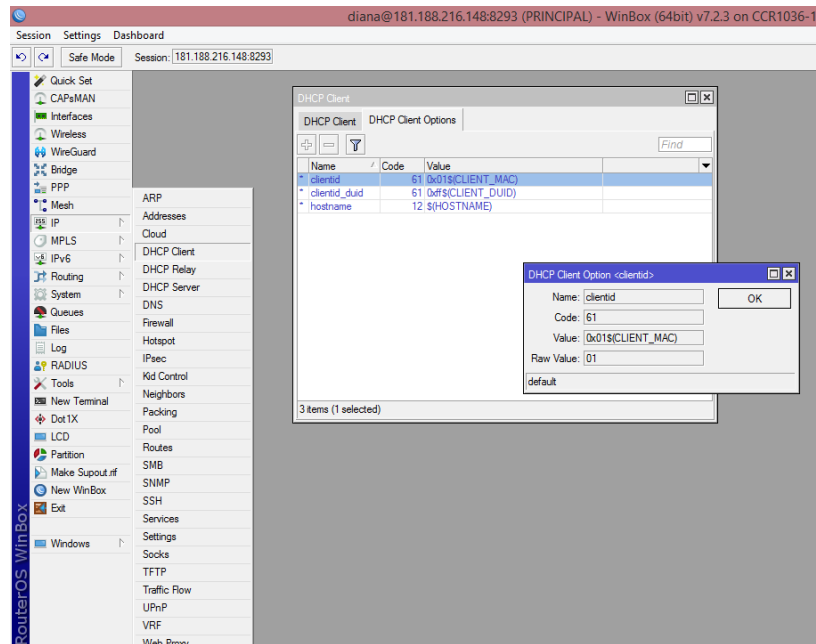 diana@181.188.216.148:8293 (PRINCIPAL) - WinBox (64bit) v7.2.3 on CCR1036-1
Session Settings Dashboard
Safe Mode Session: 181.188.216.148:8293
Quick Set
CAPsMAN
Interfaces
Wireless
WireGuard
Bridge
PPP
Mesh
IP
MPLS
IPv6
Routing
System
Queues
Files
Log
RADIUS
Tools
New Terminal
Dot1X
LCD
Partition
Make Supout.rif
New WinBox
Exit
Windows
RouterOS WinBox
ARP
Addresses
Cloud
DHCP Client
DHCP Relay
DHCP Server
DNS
Firewall
Hotspot
IPsec
Kid Control
Neighbors
Packing
Pool
Routes
SMB
SNMP
SSH
Services
Settings
Socks
TFTP
Traffic Flow
UPnP
VRF
Web Proxy
DHCP Client
DHCP Client DHCP Client Options
Find
Name Code Value
* clientid 61 0x01$(CLIENT_MAC)
* clientid_duid 61 0xff$(CLIENT_DUID)
* hostname 12 $(HOSTNAME)
3 items (1 selected)
DHCP Client Option <clientid>
Name: clientid
OK
Code: 61
Value: 0x01$(CLIENT_MAC)
Raw Value: 01
default